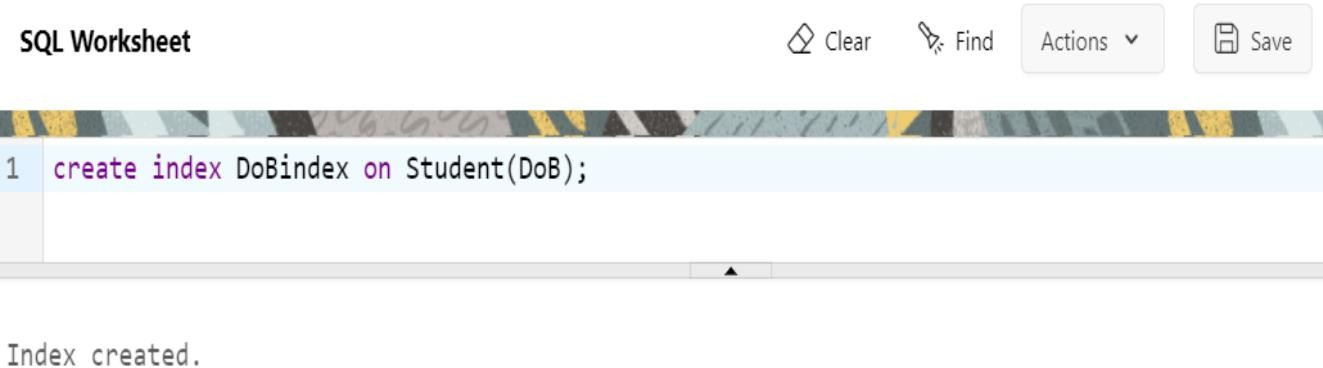 SQL Worksheet Clear Find Actions Save
1 create index DoBindex on Student(DoB);
Index created.